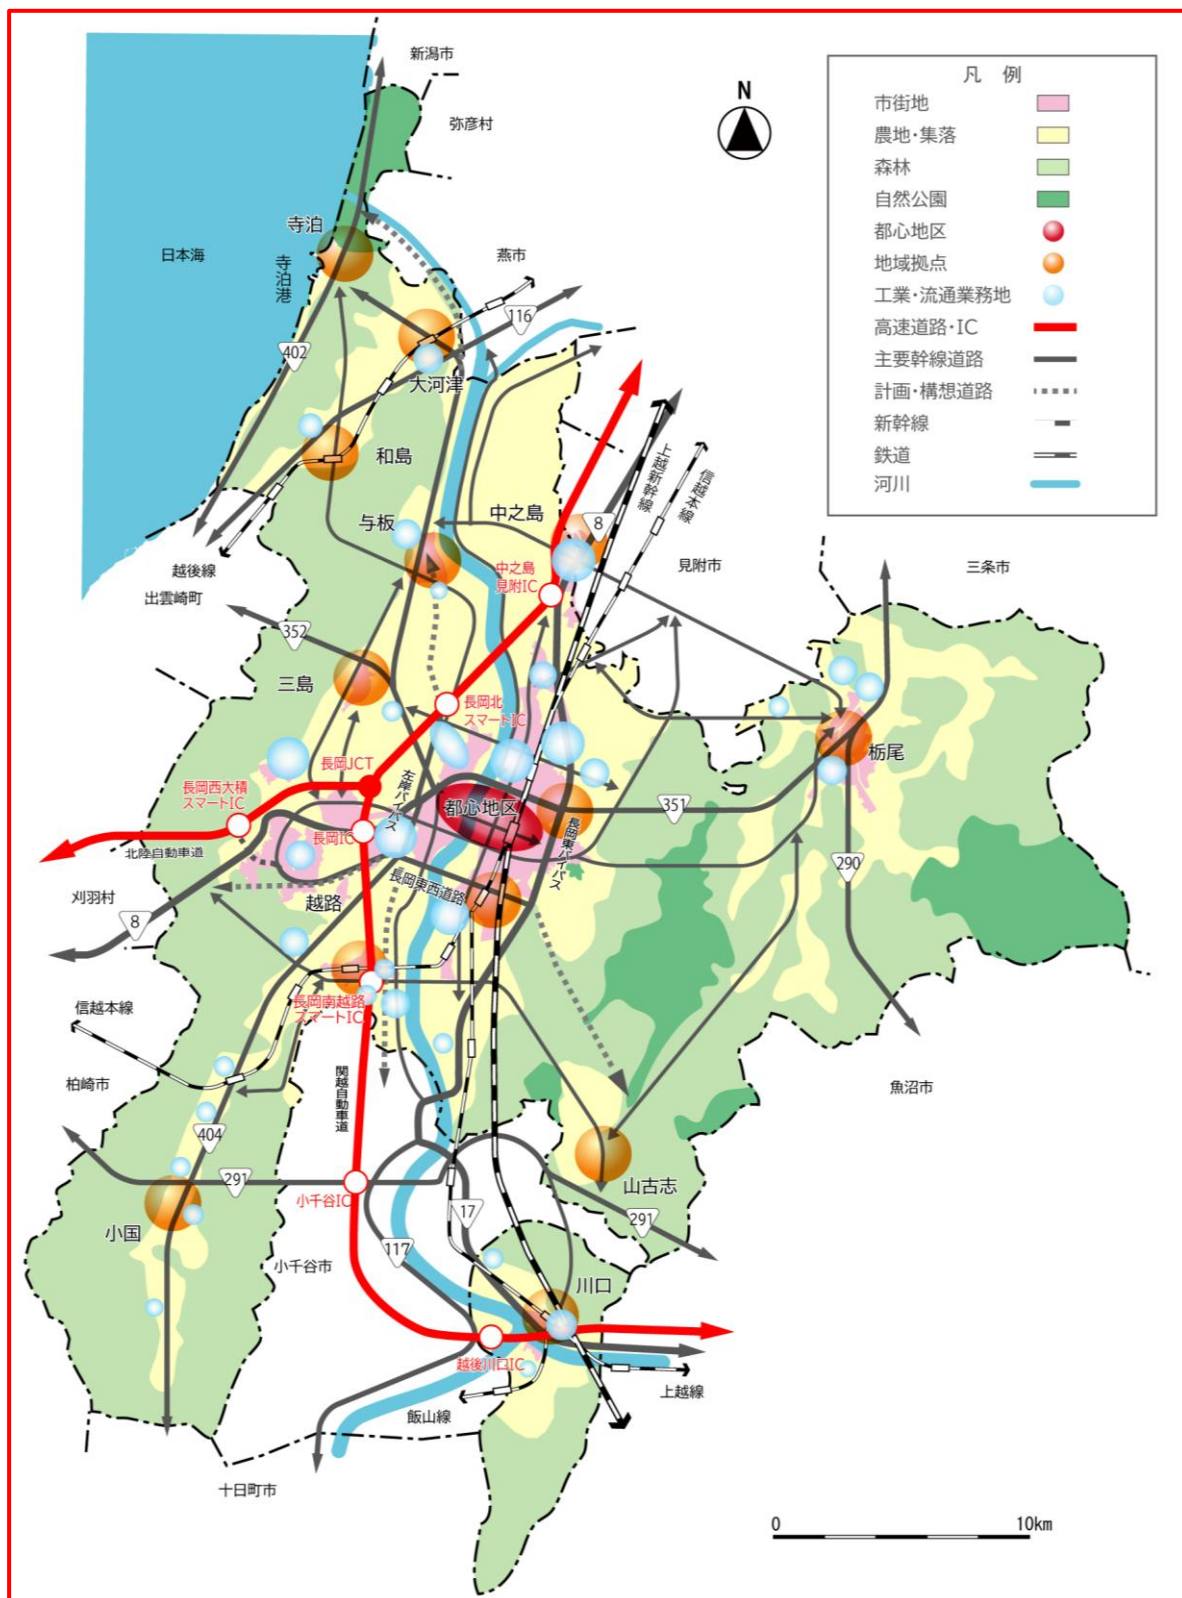 新潟市
弥彦村
N
凡 例
市街地
農地・集落
森林
自然公園
都心地区
地域拠点
工業・流通業務地
高速道路・IC
主要幹線道路
計画・構想道路
新幹線
鉄道
河川
寺泊
日本海
寺泊港
燕市
116
402
大河津
和島
上越新幹線
信越本線
与板
中之島
8
中之島
見附IC
見附市
三条市
越後線
出雲崎町
352
三島
長岡北
スマートIC
栃尾
長岡JCT
長岡西大積
スマートIC
左岸バイパス
都心地区
351
長岡IC
長岡東バイパス
北陸自動車道
290
刈羽村
長岡東西道路
越路
8
長岡南越路
スマートIC
信越本線
柏崎市
関越自動車道
魚沼市
404
291
小千谷IC
山古志
17
291
小国
117
小千谷市
川口
越後川口IC
上越線
飯山線
十日町市
0
10km